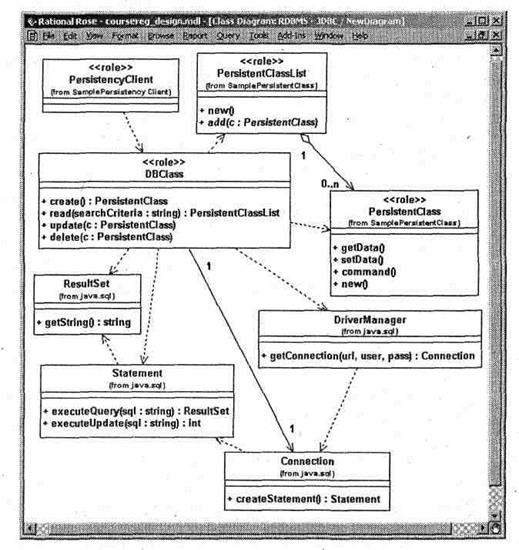 Rational Rose - coursereg_design.mdl - [Class Diagram: RDBMS - JDBC / NewDiagram]
File Edit View Format Browse Report Query Tools Add-Ins Window Help
<<role>>
PersistencyClient
(from SamplePersistency Client)
<<role>>
PersistentClassList
(from SamplePersistentClass)
+ new()
+ add(c : PersistentClass)
1
0..n
<<role>>
DBClass
+ create() : PersistentClass
+ read(searchCriteria : string) : PersistentClassList
+ update(c : PersistentClass)
+ delete(c : PersistentClass)
1
<<role>>
PersistentClass
(from SamplePersistentClass)
+ getData()
+ setData()
+ command()
+ new()
ResultSet
(from java.sql)
+ getString() : string
DriverManager
(from java.sql)
+ getConnection(url, user, pass) : Connection
Statement
(from java.sql)
+ executeQuery(sql : string) : ResultSet
+ executeUpdate(sql : string) : int
1
Connection
(from java.sql)
+ createStatement() : Statement